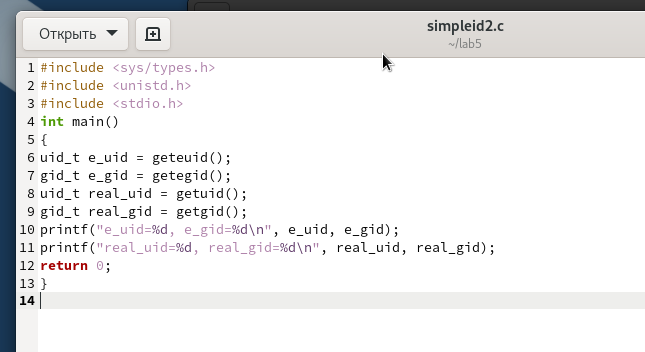 Открыть
simpleid2.c
~/lab5
1 #include <sys/types.h>
2 #include <unistd.h>
3 #include <stdio.h>
4 int main()
5 {
6 uid_t e_uid = geteuid();
7 gid_t e_gid = getegid();
8 uid_t real_uid = getuid();
9 gid_t real_gid = getgid();
10 printf("e_uid=%d, e_gid=%d\n", e_uid, e_gid);
11 printf("real_uid=%d, real_gid=%d\n", real_uid, real_gid);
12 return 0;
13 }
14